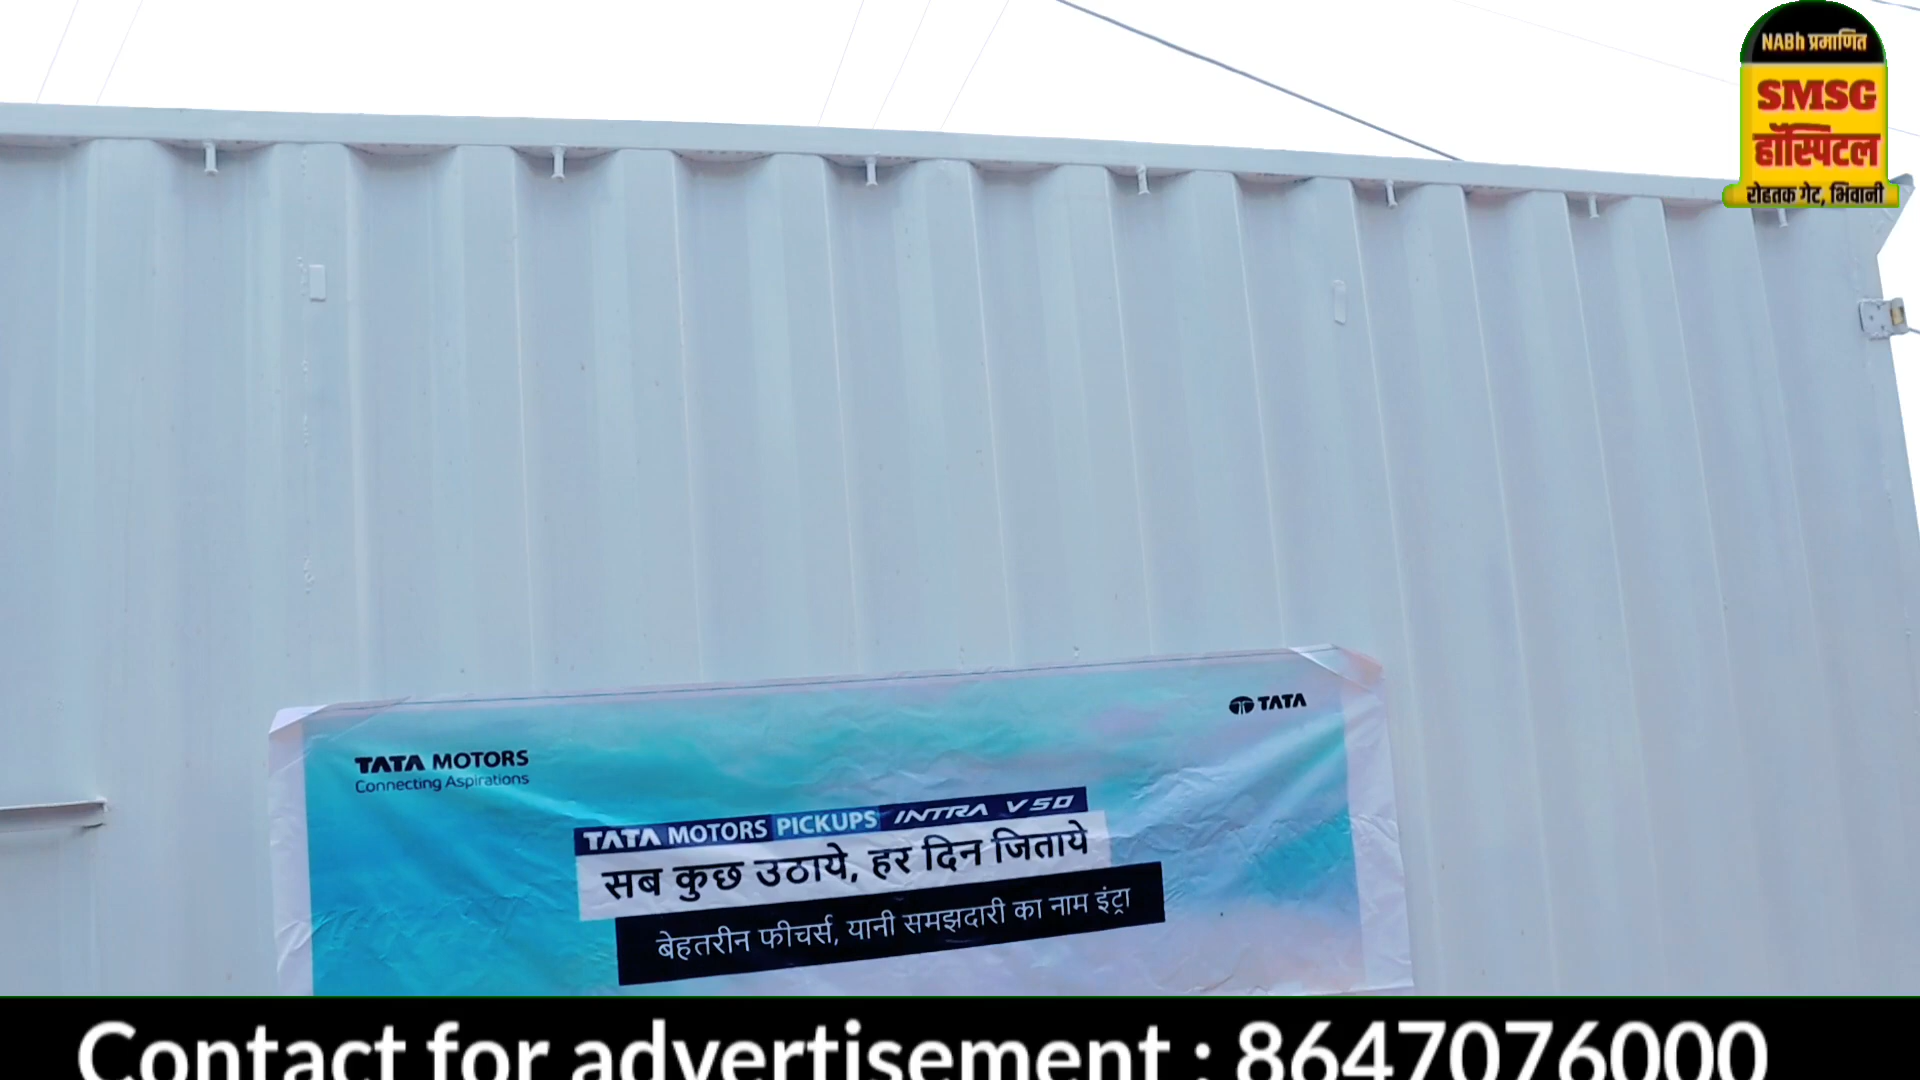 NABh प्रमाणित
SMSG
हॉस्पिटल
रोहतक गेट, भिवानी
TATA
TATA MOTORS
Connecting Aspirations
TATA MOTORS PICKUPS INTRA V50
सब कुछ उठाये, हर दिन जिताये
बेहतरीन फीचर्स, यानी समझदारी का नाम इंट्रा
Contact for advertisement : 8647076000